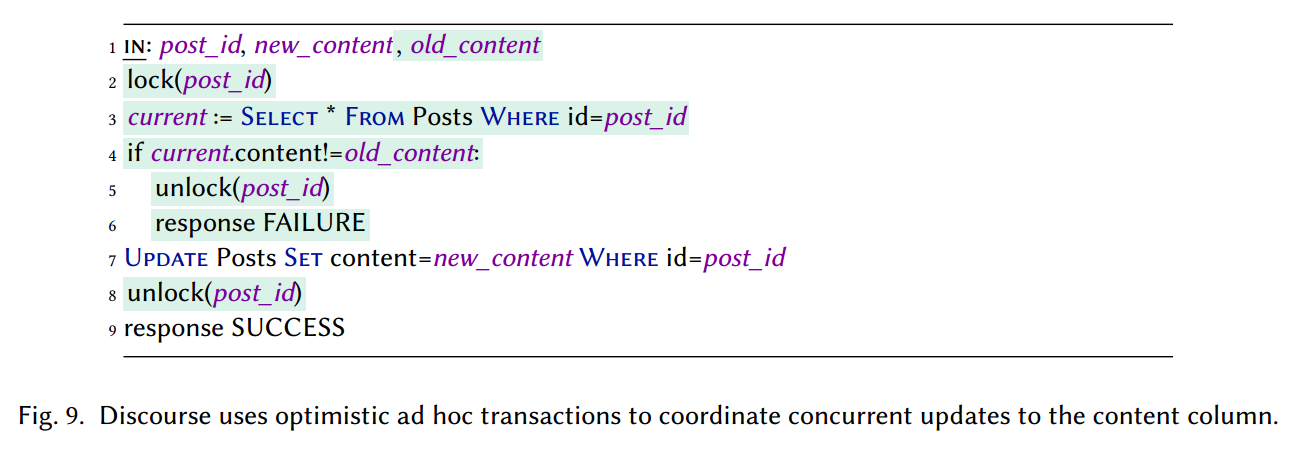 1 IN: post_id, new_content, old_content
2 lock(post_id)
3 current := SELECT * FROM Posts WHERE id=post_id
4 if current.content!=old_content:
5 unlock(post_id)
6 response FAILURE
7 UPDATE Posts SET content=new_content WHERE id=post_id
8 unlock(post_id)
9 response SUCCESS
Fig. 9. Discourse uses optimistic ad hoc transactions to coordinate concurrent updates to the content column.